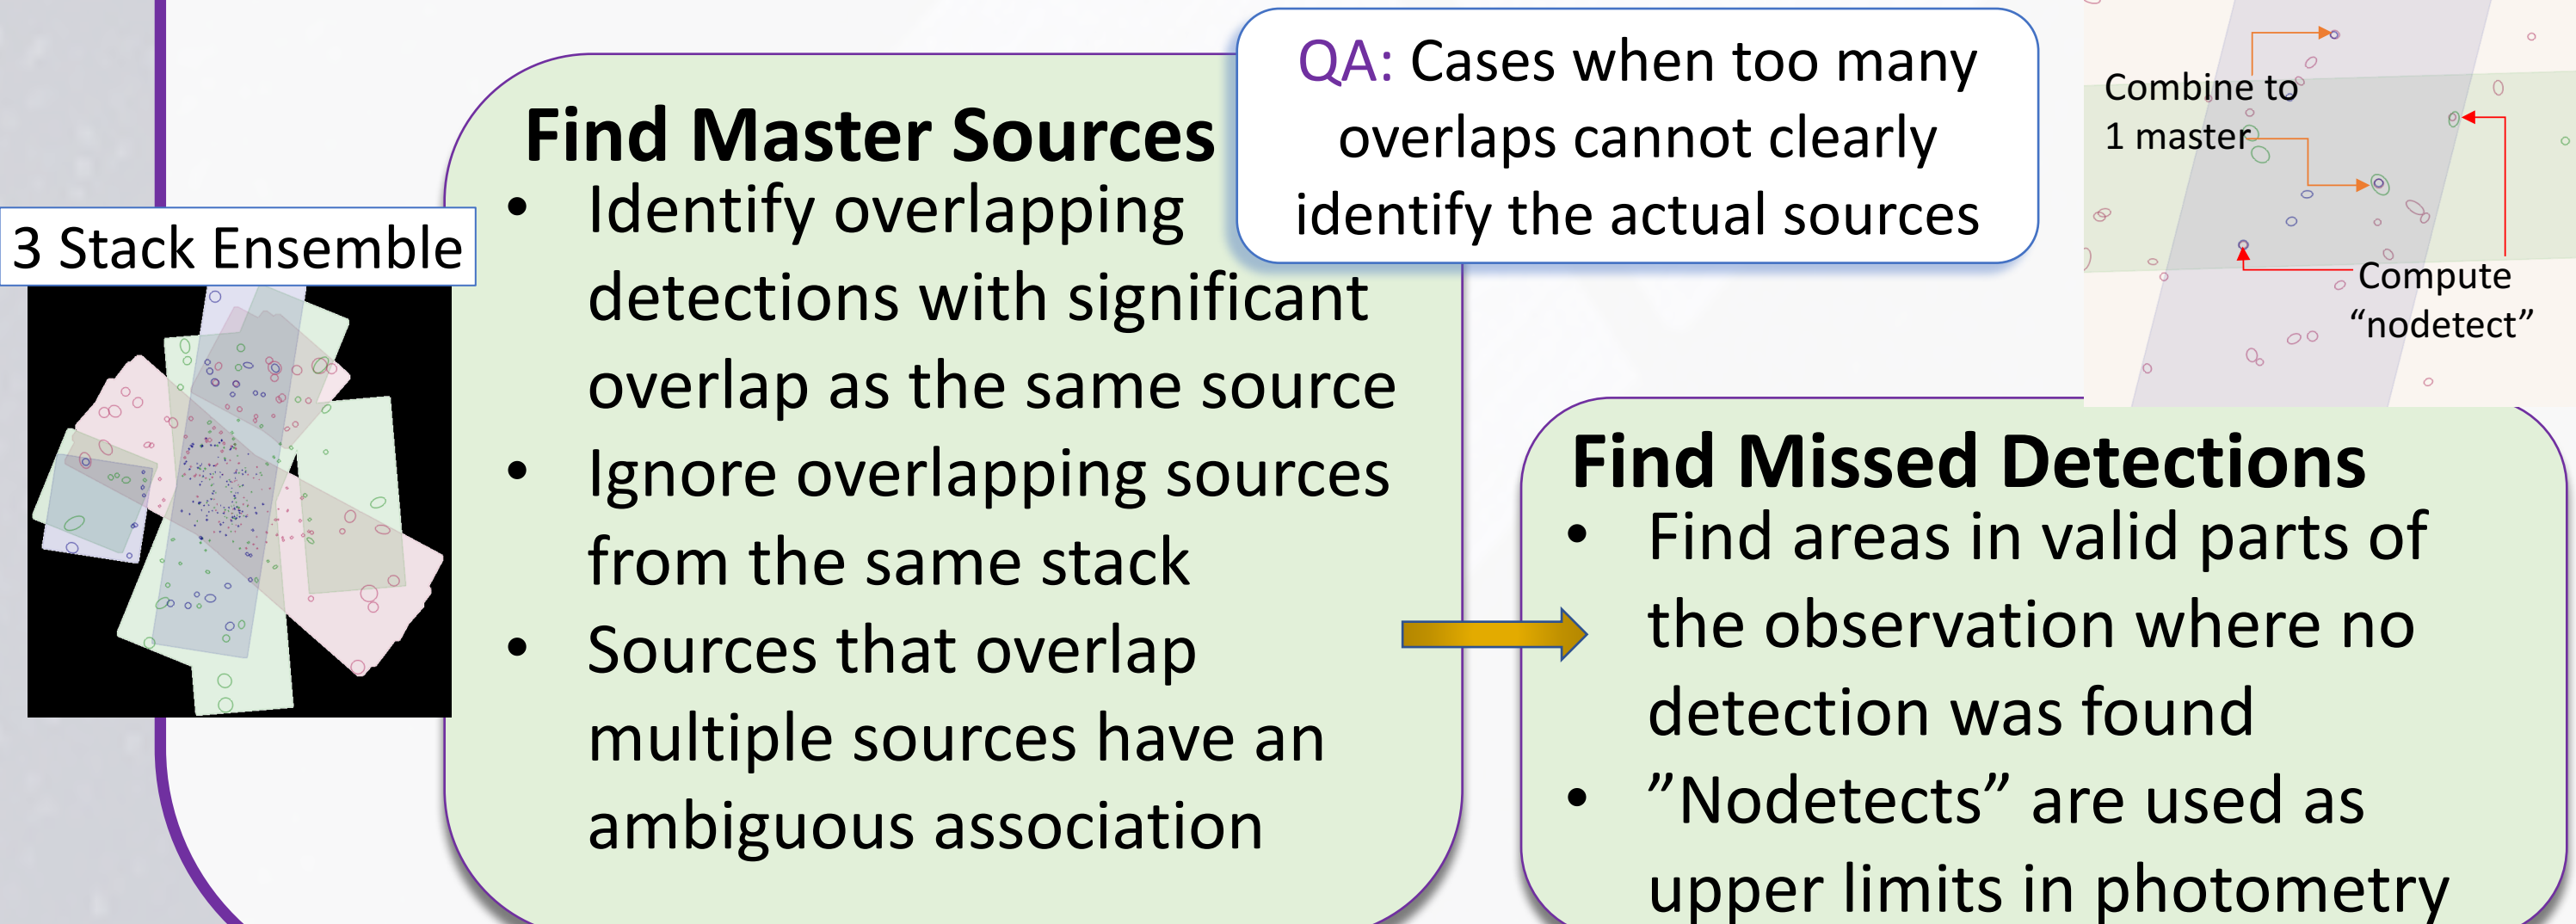 3 Stack Ensemble
Find Master Sources
• Identify overlapping
detections with significant
overlap as the same source
• Ignore overlapping sources
from the same stack
• Sources that overlap
multiple sources have an
ambiguous association
QA: Cases when too many
overlaps cannot clearly
identify the actual sources
Combine to
1 master
Compute
“nodetect”
Find Missed Detections
• Find areas in valid parts of
the observation where no
detection was found
• ”Nodetects” are used as
upper limits in photometry